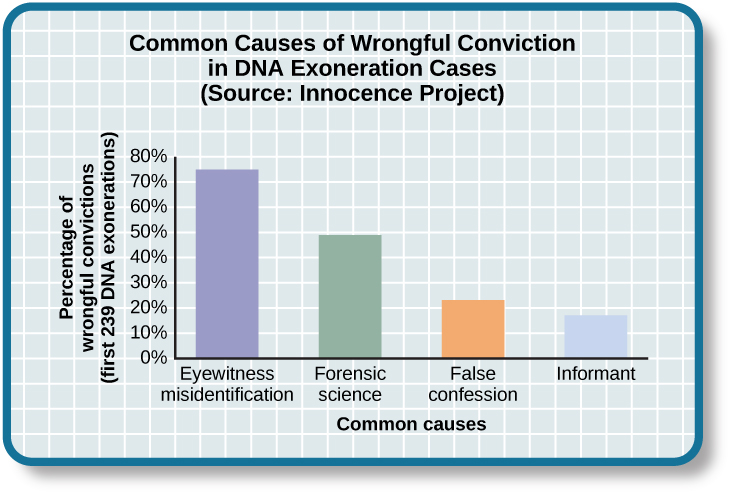 Common Causes of Wrongful Conviction
in DNA Exoneration Cases
(Source: Innocence Project)
Percentage of
wrongful convictions
(first 239 DNA exonerations)
80%
70%
60%
50%
40%
30%
20%
10%
0%
Eyewitness
misidentification
Forensic
science
False
confession
Informant
Common causes